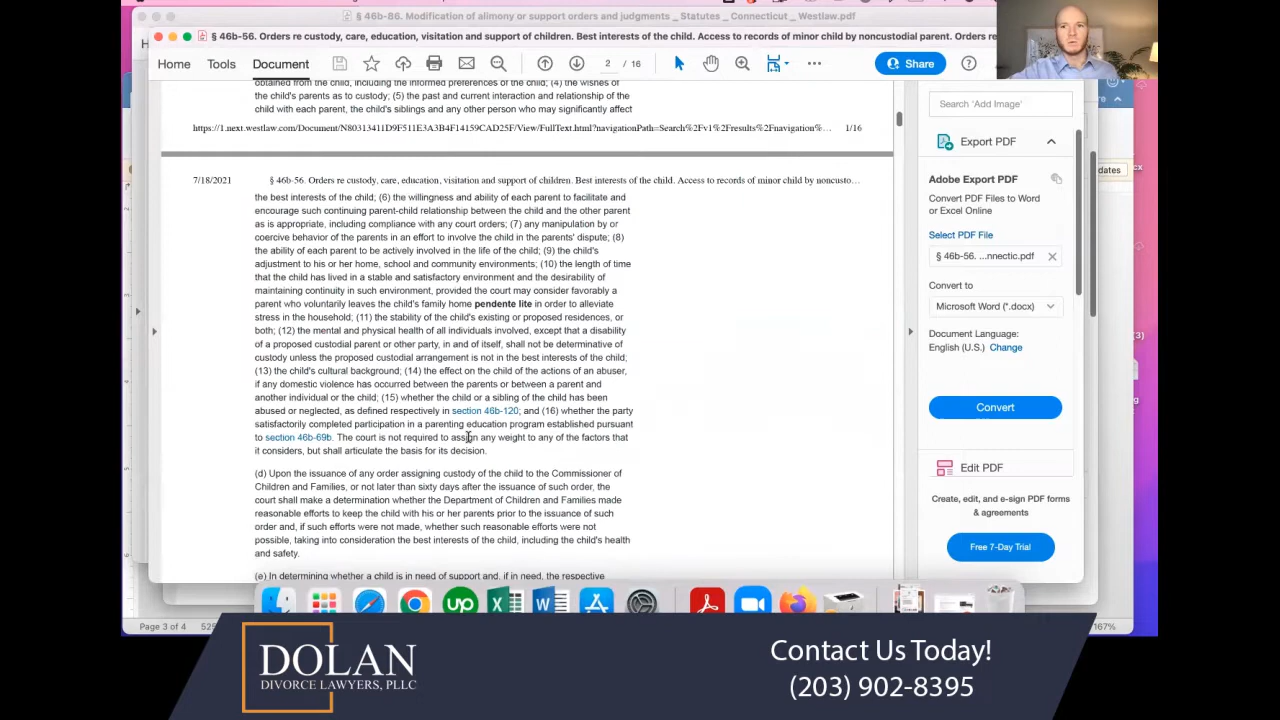 § 46b-86. Modification of alimony or support orders and judgments _ Statutes _ Connecticut _ Westlaw.pdf
§ 46b-56. Orders re custody, care, education, visitation and support of children. Best interests of the child. Access to records of minor child by noncustodial parent. Orders re
Home Tools Document 2 / 16 Share
obtained from the child, including the informed preferences of the child; (4) the wishes of
the child's parents as to custody; (5) the past and current interaction and relationship of the
child with each parent, the child's siblings and any other person who may significantly affect
https://1.next.westlaw.com/Document/N80313411D9F511E3A3B4F14159CAD25F/View/FullText.html?navigationPath=Search%2Fv1%2Fresults%2Fnavigation%... 1/16
7/18/2021 § 46b-56. Orders re custody, care, education, visitation and support of children. Best interests of the child. Access to records of minor child by noncusto...
the best interests of the child; (6) the willingness and ability of each parent to facilitate and
encourage such continuing parent-child relationship between the child and the other parent
as is appropriate, including compliance with any court orders; (7) any manipulation by or
coercive behavior of the parents in an effort to involve the child in the parents' dispute; (8)
the ability of each parent to be actively involved in the life of the child; (9) the child's
adjustment to his or her home, school and community environments; (10) the length of time
that the child has lived in a stable and satisfactory environment and the desirability of
maintaining continuity in such environment, provided the court may consider favorably a
parent who voluntarily leaves the child's family home pendente lite in order to alleviate
stress in the household; (11) the stability of the child's existing or proposed residences, or
both; (12) the mental and physical health of all individuals involved, except that a disability
of a proposed custodial parent or other party, in and of itself, shall not be determinative of
custody unless the proposed custodial arrangement is not in the best interests of the child;
(13) the child's cultural background; (14) the effect on the child of the actions of an abuser,
if any domestic violence has occurred between the parents or between a parent and
another individual or the child; (15) whether the child or a sibling of the child has been
abused or neglected, as defined respectively in section 46b-120; and (16) whether the party
satisfactorily completed participation in a parenting education program established pursuant
to section 46b-69b. The court is not required to assign any weight to any of the factors that
it considers, but shall articulate the basis for its decision.
(d) Upon the issuance of any order assigning custody of the child to the Commissioner of
Children and Families, or not later than sixty days after the issuance of such order, the
court shall make a determination whether the Department of Children and Families made
reasonable efforts to keep the child with his or her parents prior to the issuance of such
order and, if such efforts were not made, whether such reasonable efforts were not
possible, taking into consideration the best interests of the child, including the child's health
and safety.
(e) In determining whether a child is in need of support and, if in need, the respective
Search 'Add Image'
Export PDF
Adobe Export PDF
Convert PDF Files to Word
or Excel Online
Select PDF File
§ 46b-56. ...nnectic.pdf
Convert to
Microsoft Word (*.docx)
Document Language:
English (U.S.) Change
Convert
Edit PDF
Create, edit, and e-sign PDF forms
& agreements
Free 7-Day Trial
dates
Page 3 of 4 525
167%
DOLAN
DIVORCE LAWYERS, PLLC
Contact Us Today!
(203) 902-8395